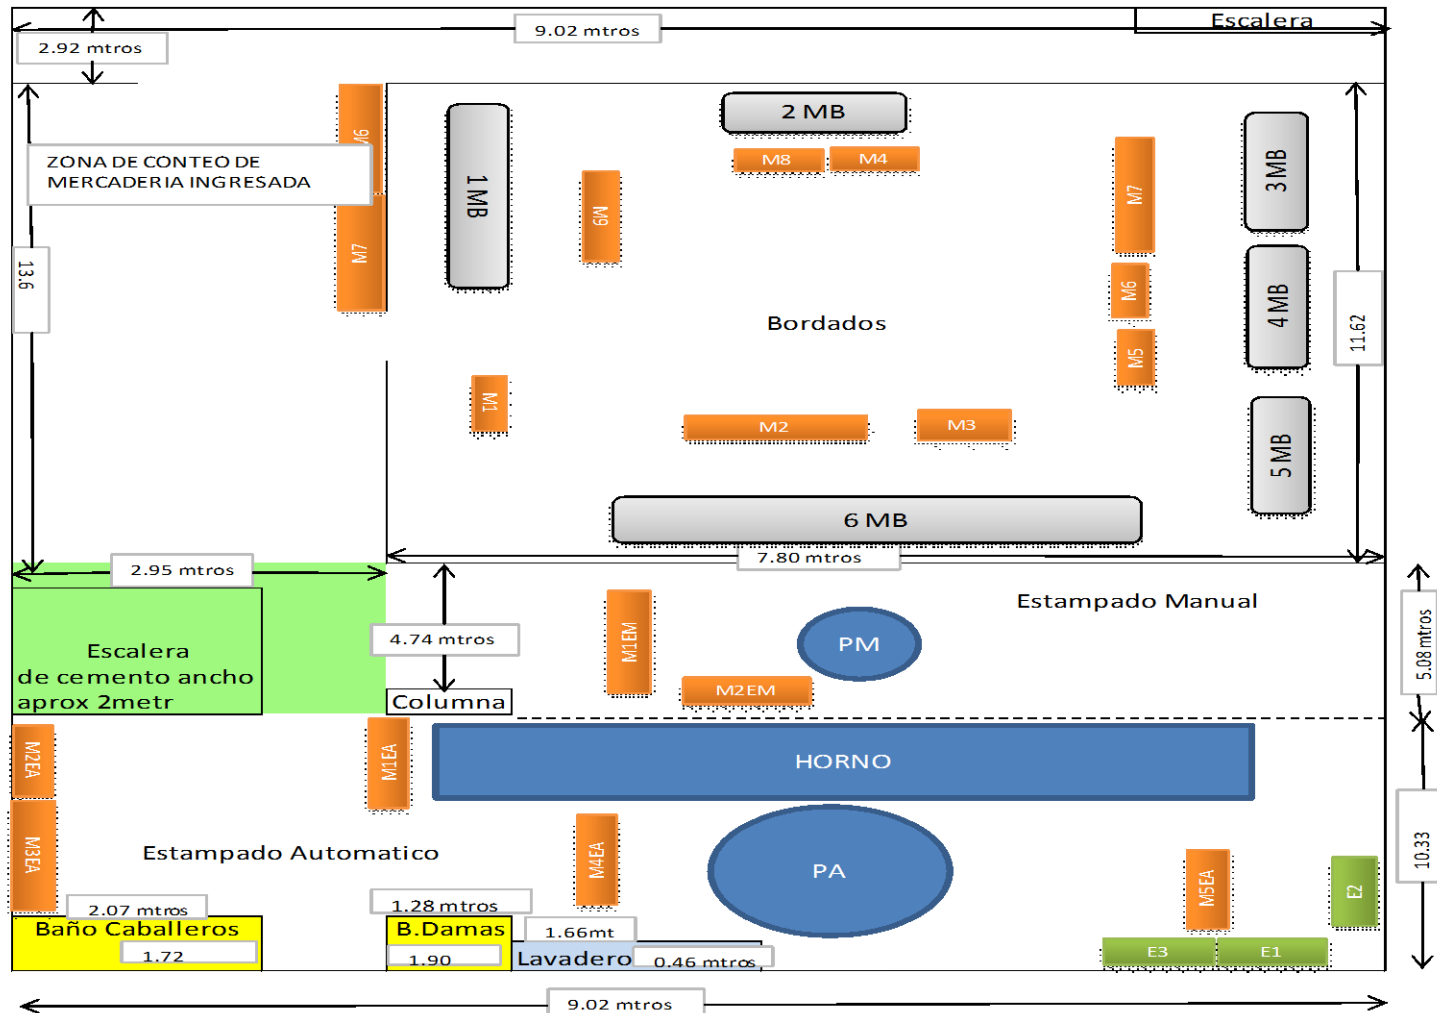 Escalera
9.02 mtros
2.92 mtros
2 MB
M6
ZONA DE CONTEO DE
MERCADERIA INGRESADA
M8
M4
1 MB
M9
M7
3 MB
M7
13.6
M6
4 MB
Bordados
11.62
M5
M1
M2
M3
5 MB
6 MB
7.80 mtros
2.95 mtros
Estampado Manual
M1EM
4.74 mtros
PM
5.08 mtros
Escalera
de cemento ancho
aprox 2metr
M2EM
Columna
M2EA
M1EA
HORNO
M3EA
Estampado Automatico
M4EA
PA
10.33
M5EA
E2
2.07 mtros
1.28 mtros
Baño Caballeros
B.Damas
1.66mt
1.72
1.90
Lavadero
0.46 mtros
E3
E1
9.02 mtros